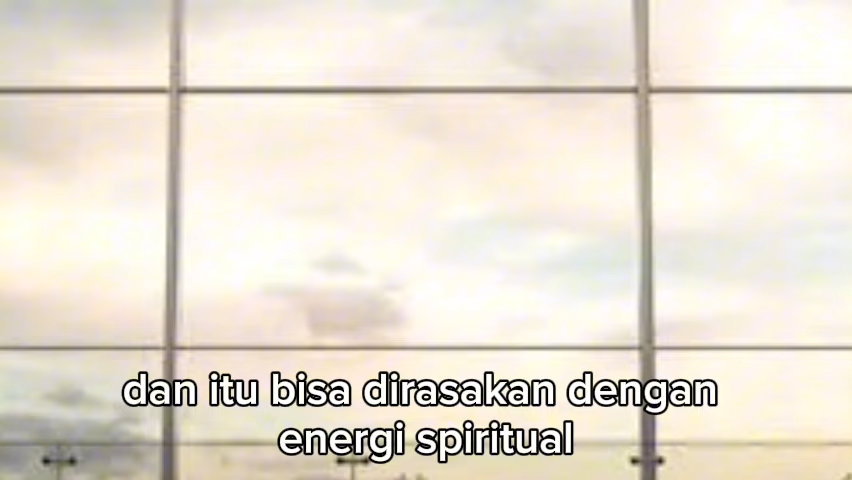 dan itu bisa dirasakan dengan
energi spiritual